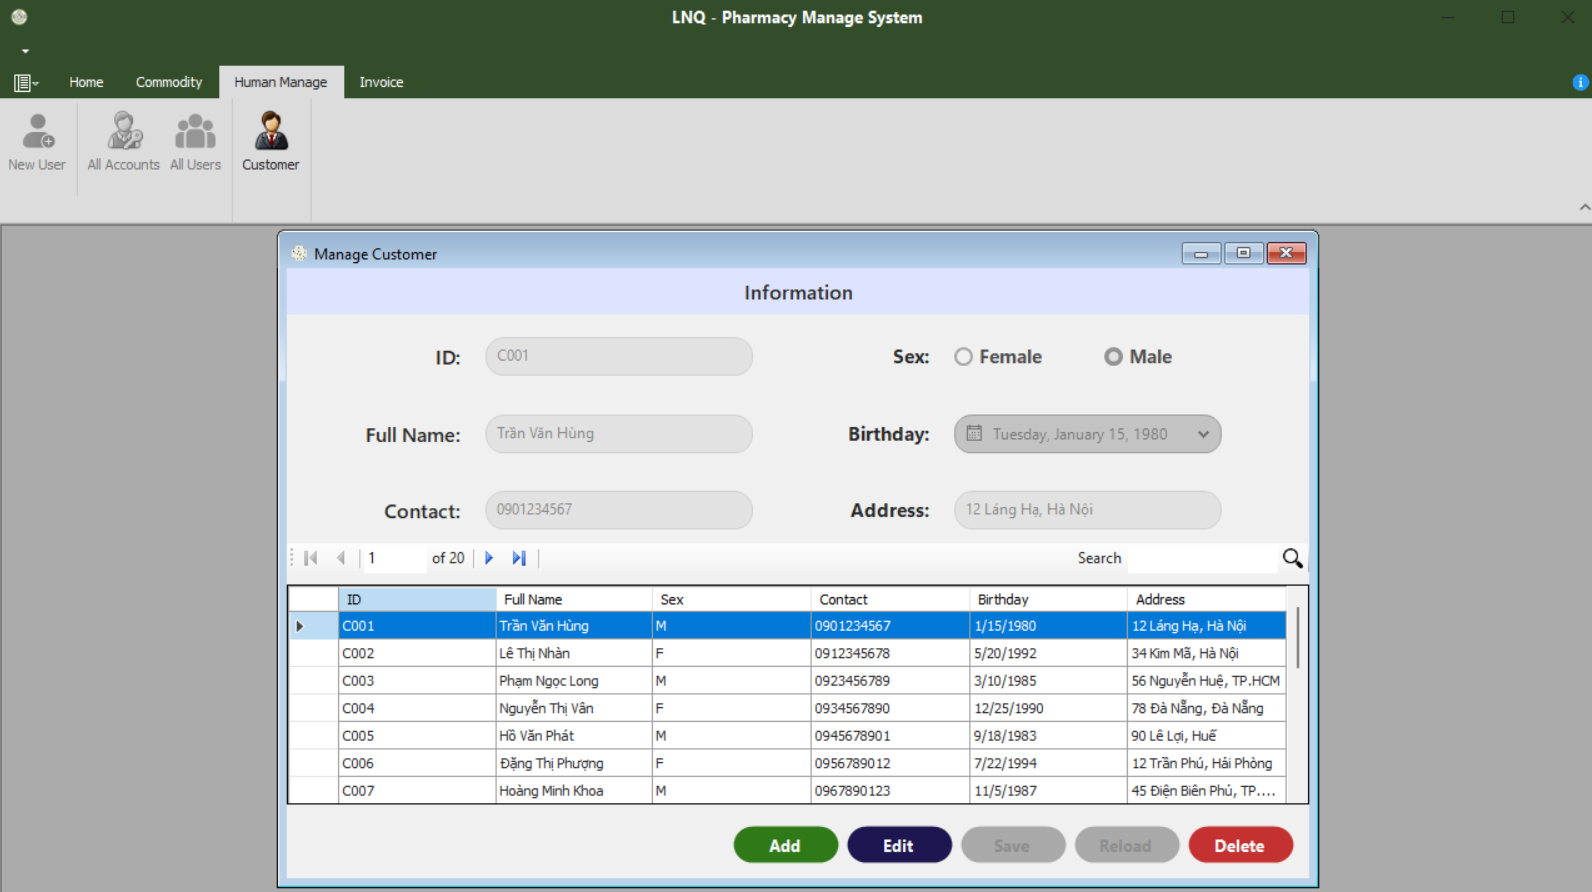 LNQ - Pharmacy Manage System
Home Commodity Human Manage Invoice
New User All Accounts All Users Customer
Manage Customer
Information
ID: C001 Sex: Female Male
Full Name: Trần Văn Hùng Birthday: Tuesday, January 15, 1980
Contact: 0901234567 Address: 12 Láng Hạ, Hà Nội
1 of 20 Search
ID Full Name Sex Contact Birthday Address
C001 Trần Văn Hùng M 0901234567 1/15/1980 12 Láng Hạ, Hà Nội
C002 Lê Thị Nhàn F 0912345678 5/20/1992 34 Kim Mã, Hà Nội
C003 Phạm Ngọc Long M 0923456789 3/10/1985 56 Nguyễn Huệ, TP.HCM
C004 Nguyễn Thị Vân F 0934567890 12/25/1990 78 Đà Nẵng, Đà Nẵng
C005 Hồ Văn Phát M 0945678901 9/18/1983 90 Lê Lợi, Huế
C006 Đặng Thị Phượng F 0956789012 7/22/1994 12 Trần Phú, Hải Phòng
C007 Hoàng Minh Khoa M 0967890123 11/5/1987 45 Điện Biên Phủ, TP....
Add Edit Save Reload Delete